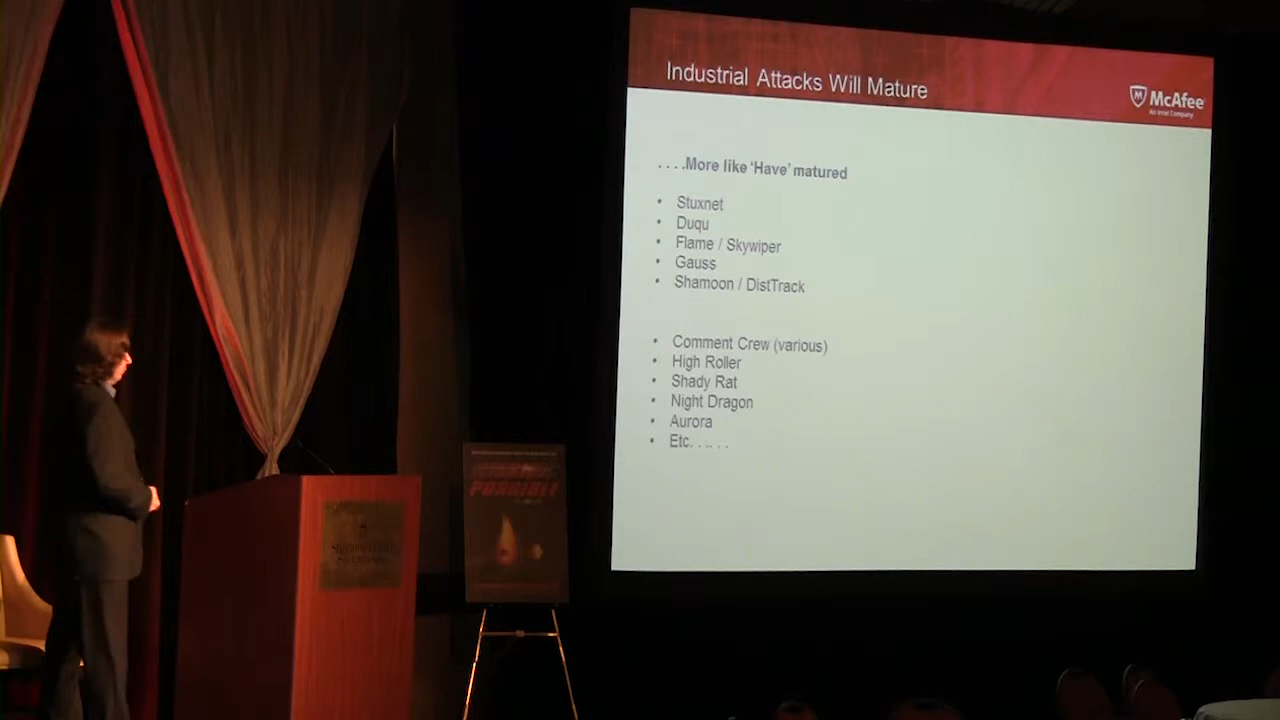 Industrial Attacks Will Mature
McAfee
An Intel Company
. . . .More like ‘Have’ matured
• Stuxnet
• Duqu
• Flame / Skywiper
• Gauss
• Shamoon / DistTrack
• Comment Crew (various)
• High Roller
• Shady Rat
• Night Dragon
• Aurora
• Etc. . .. . .
POSSIBLE